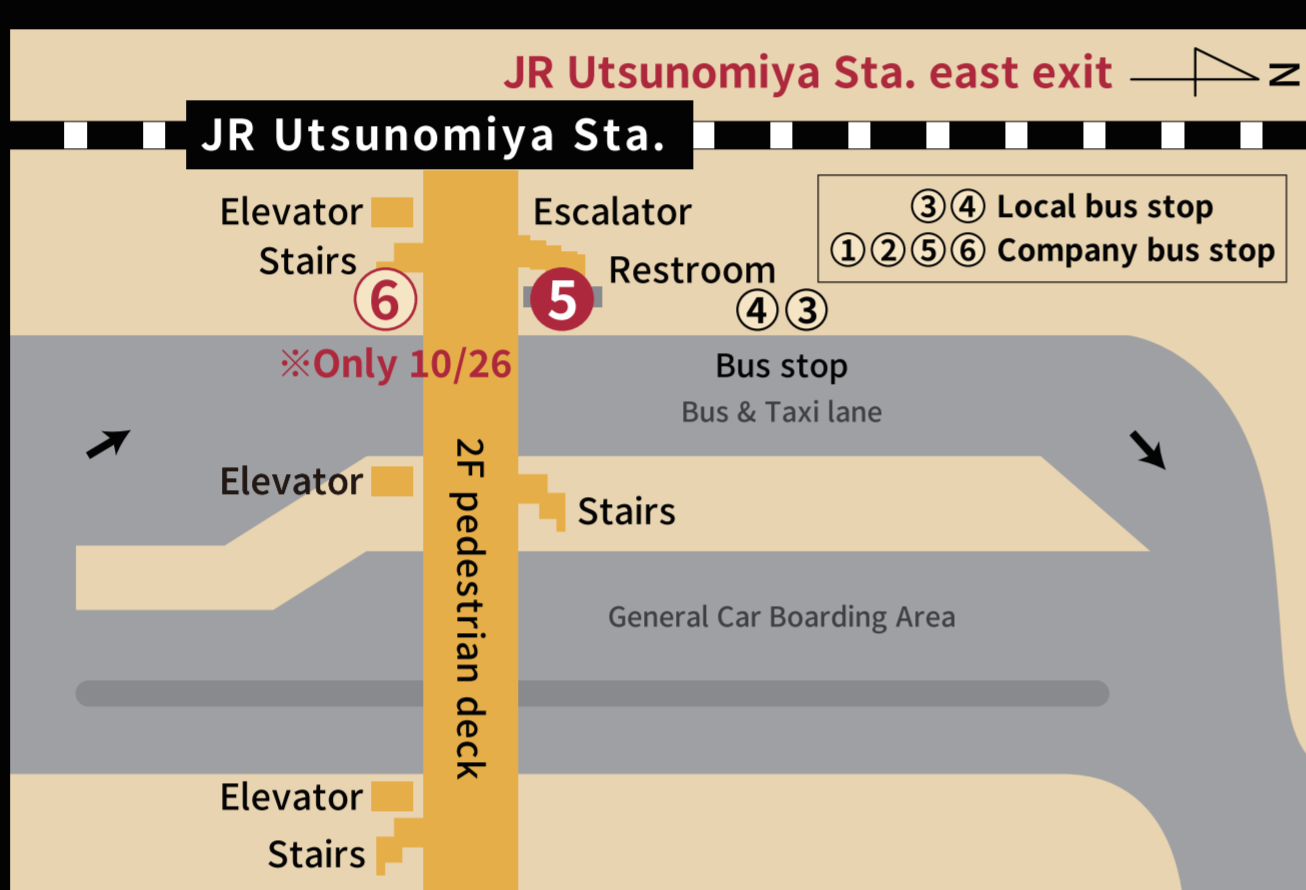 JR Utsunomiya Sta. east exit
N
JR Utsunomiya Sta.
Elevator
Escalator
③④ Local bus stop
①②⑤⑥ Company bus stop
Stairs
Restroom
⑥
⑤
④③
※Only 10/26
Bus stop
Bus & Taxi lane
Elevator
Stairs
2F pedestrian deck
General Car Boarding Area
Elevator
Stairs